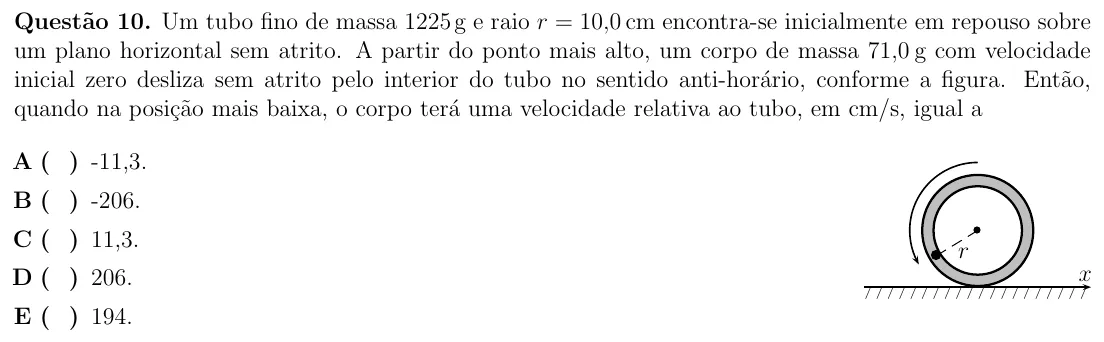 Questão 10. Um tubo fino de massa 1225 g e raio r = 10,0 cm encontra-se inicialmente em repouso sobre
um plano horizontal sem atrito. A partir do ponto mais alto, um corpo de massa 71,0 g com velocidade
inicial zero desliza sem atrito pelo interior do tubo no sentido anti-horário, conforme a figura. Então,
quando na posição mais baixa, o corpo terá uma velocidade relativa ao tubo, em cm/s, igual a
A ( ) -11,3.
B ( ) -206.
C ( ) 11,3.
D ( ) 206.
E ( ) 194.
r
x